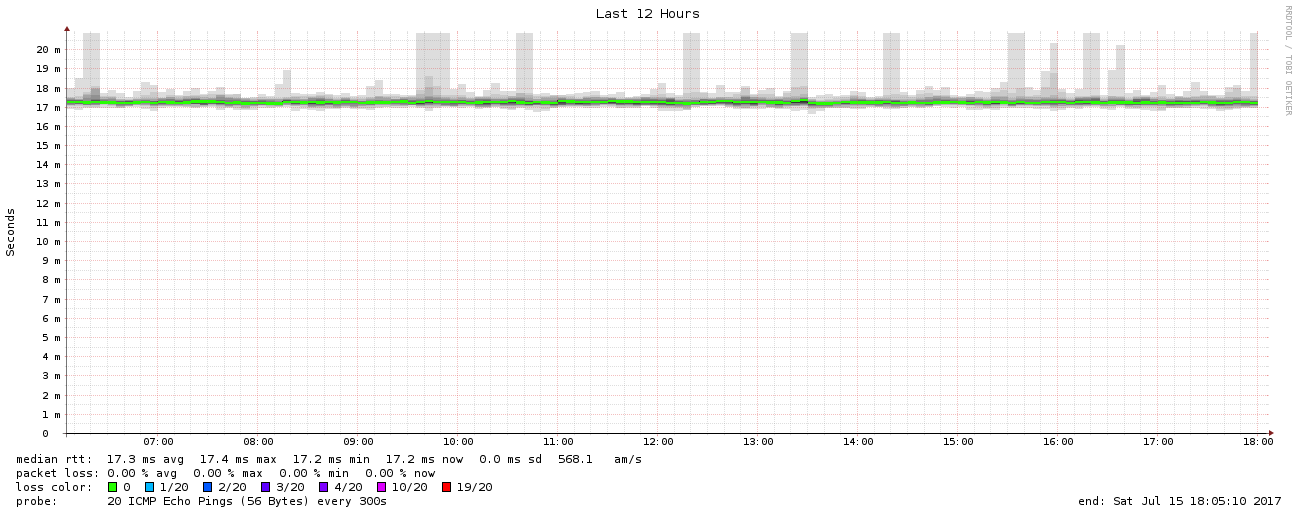 Last 12 Hours
RRDTOOL / TOBI OETIKER
Seconds
20 m
19 m
18 m
17 m
16 m
15 m
14 m
13 m
12 m
11 m
10 m
9 m
8 m
7 m
6 m
5 m
4 m
3 m
2 m
1 m
0
07:00 08:00 09:00 10:00 11:00 12:00 13:00 14:00 15:00 16:00 17:00 18:00
median rtt: 17.3 ms avg 17.4 ms max 17.2 ms min 17.2 ms now 0.0 ms sd 568.1 am/s
packet loss: 0.00 % avg 0.00 % max 0.00 % min 0.00 % now
loss color: 0 1/20 2/20 3/20 4/20 10/20 19/20
probe: 20 ICMP Echo Pings (56 Bytes) every 300s end: Sat Jul 15 18:05:10 2017